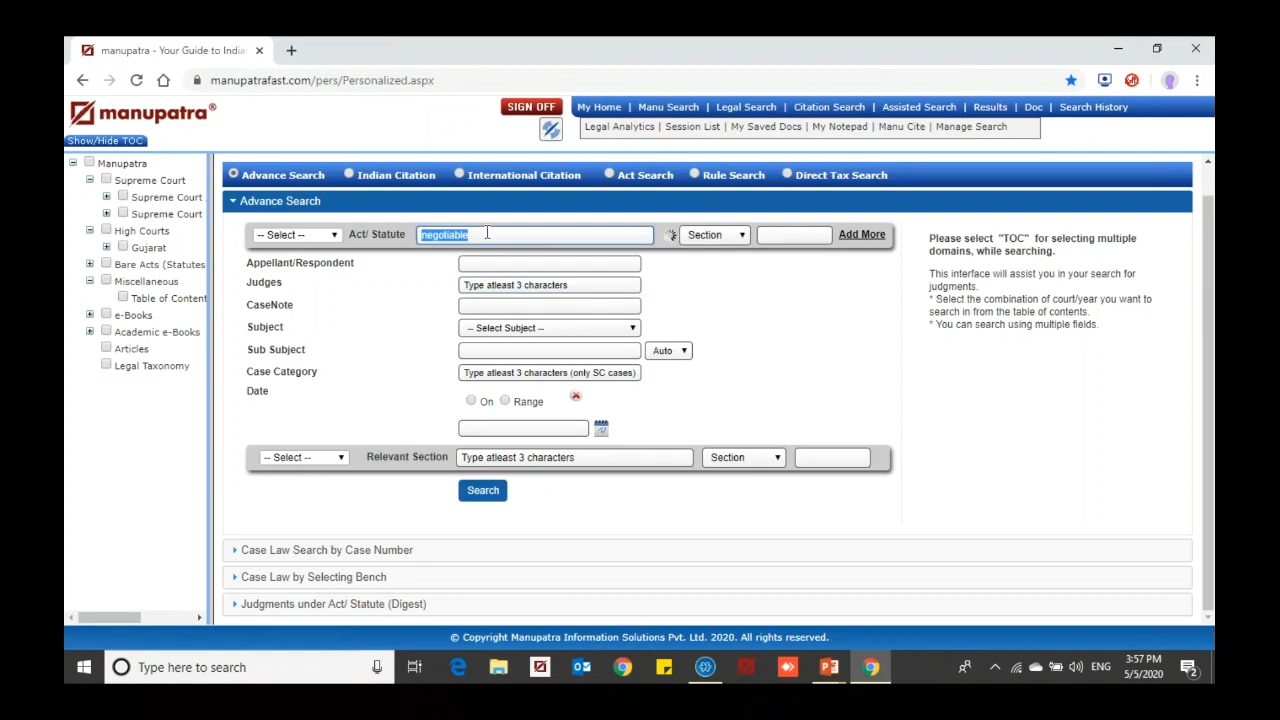 manupatra - Your Guide to India
manupatrafast.com/pers/Personalized.aspx
manupatra®
SIGN OFF
My Home | Manu Search | Legal Search | Citation Search | Assisted Search | Results | Doc | Search History
Legal Analytics | Session List | My Saved Docs | My Notepad | Manu Cite | Manage Search
Show/Hide TOC
Manupatra
Supreme Court
Supreme Court
Supreme Court
High Courts
Gujarat
Bare Acts (Statutes
Miscellaneous
Table of Content
e-Books
Academic e-Books
Articles
Legal Taxonomy
Advance Search Indian Citation International Citation Act Search Rule Search Direct Tax Search
Advance Search
-- Select -- Act/ Statute negotiable Section Add More
Appellant/Respondent
Judges Type atleast 3 characters
CaseNote
Subject -- Select Subject --
Sub Subject Auto
Case Category Type atleast 3 characters (only SC cases)
Date
On Range
-- Select -- Relevant Section Type atleast 3 characters Section
Search
Please select "TOC" for selecting multiple
domains, while searching.
This interface will assist you in your search for
judgments.
* Select the combination of court/year you want to
search in from the table of contents.
* You can search using multiple fields.
Case Law Search by Case Number
Case Law by Selecting Bench
Judgments under Act/ Statute (Digest)
© Copyright Manupatra Information Solutions Pvt. Ltd. 2020. All rights reserved.
Type here to search
ENG
3:57 PM
5/5/2020
2